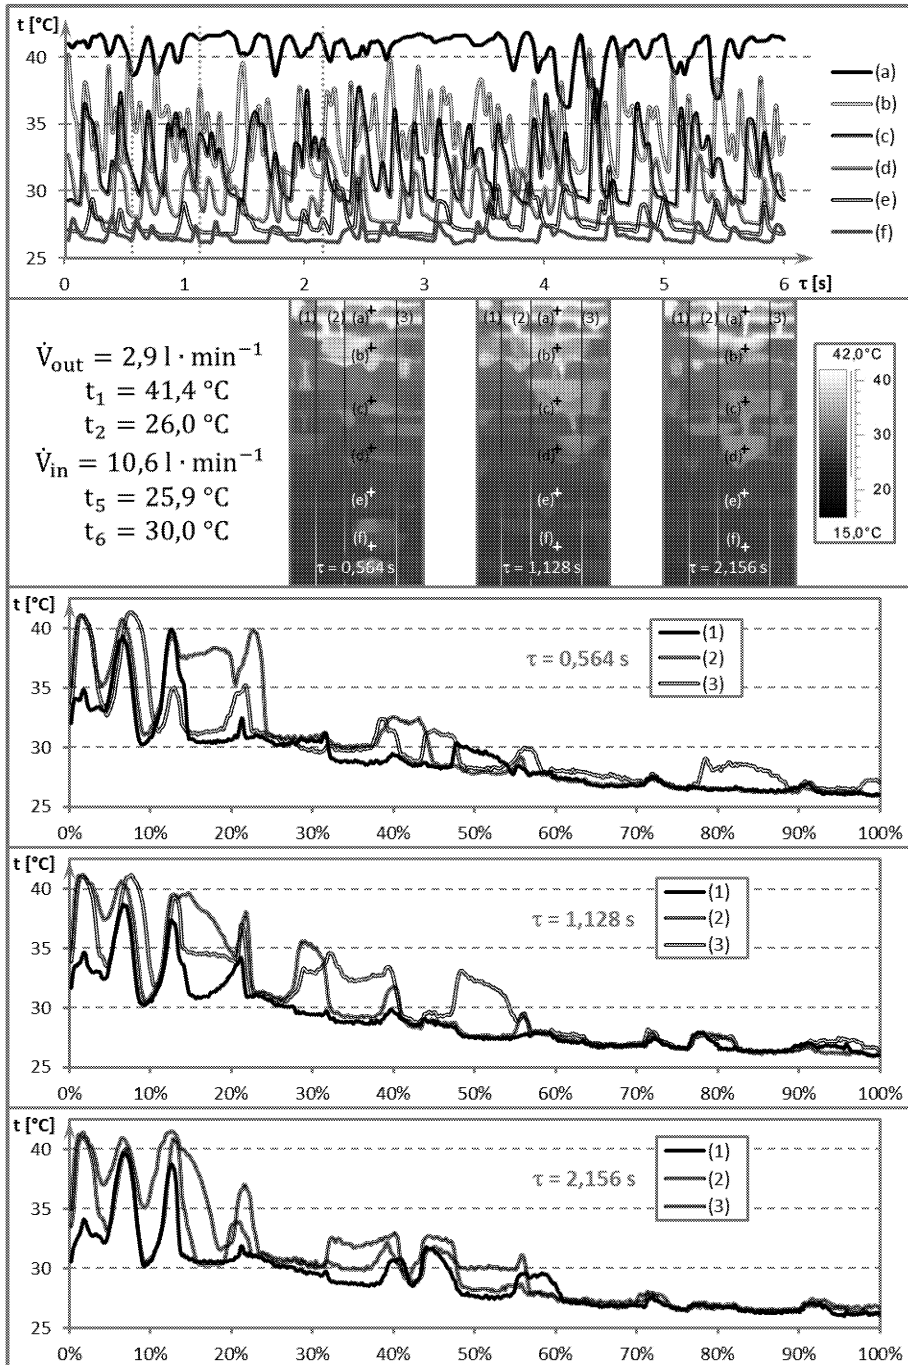 t [°C]
40
35
30
25
0 1 2 3 4 5 6
τ [s]
(a)
(b)
(c)
(d)
(e)
(f)
V̇out = 2,9 l · min⁻¹
t₁ = 41,4 °C
t₂ = 26,0 °C
V̇in = 10,6 l · min⁻¹
t₅ = 25,9 °C
t₆ = 30,0 °C
(1) (2) (a) (3)
(b)
(c)
(d)
(e)
(f)
τ = 0,564 s
(1) (2) (a) (3)
(b)
(c)
(d)
(e)
(f)
τ = 1,128 s
(1) (2) (a) (3)
(b)
(c)
(d)
(e)
(f)
τ = 2,156 s
42,0°C
40
30
20
15,0°C
t [°C]
40
35
30
25
τ = 0,564 s
(1)
(2)
(3)
0% 10% 20% 30% 40% 50% 60% 70% 80% 90% 100%
t [°C]
40
35
30
25
τ = 1,128 s
(1)
(2)
(3)
0% 10% 20% 30% 40% 50% 60% 70% 80% 90% 100%
t [°C]
40
35
30
25
τ = 2,156 s
(1)
(2)
(3)
0% 10% 20% 30% 40% 50% 60% 70% 80% 90% 100%